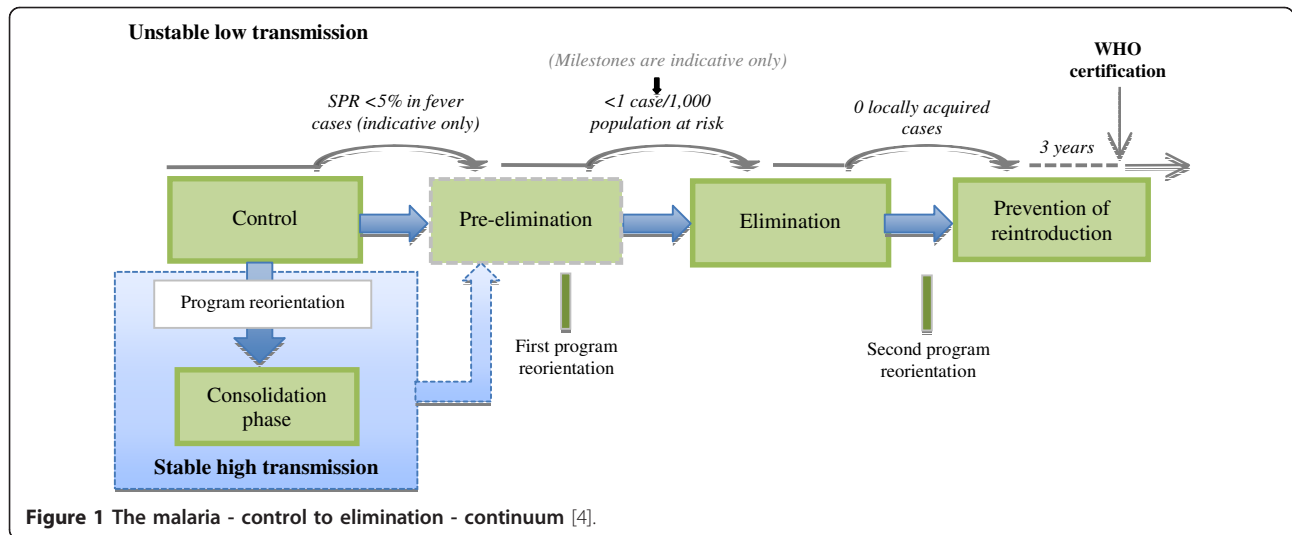 Unstable low transmission
(Milestones are indicative only)
WHO
certification
SPR <5% in fever
cases (indicative only)
<1 case/1,000
population at risk
0 locally acquired
cases
3 years
Control
Pre-elimination
Elimination
Prevention of
reintroduction
Program reorientation
First program
reorientation
Second program
reorientation
Consolidation
phase
Stable high transmission
Figure 1 The malaria - control to elimination - continuum [4].